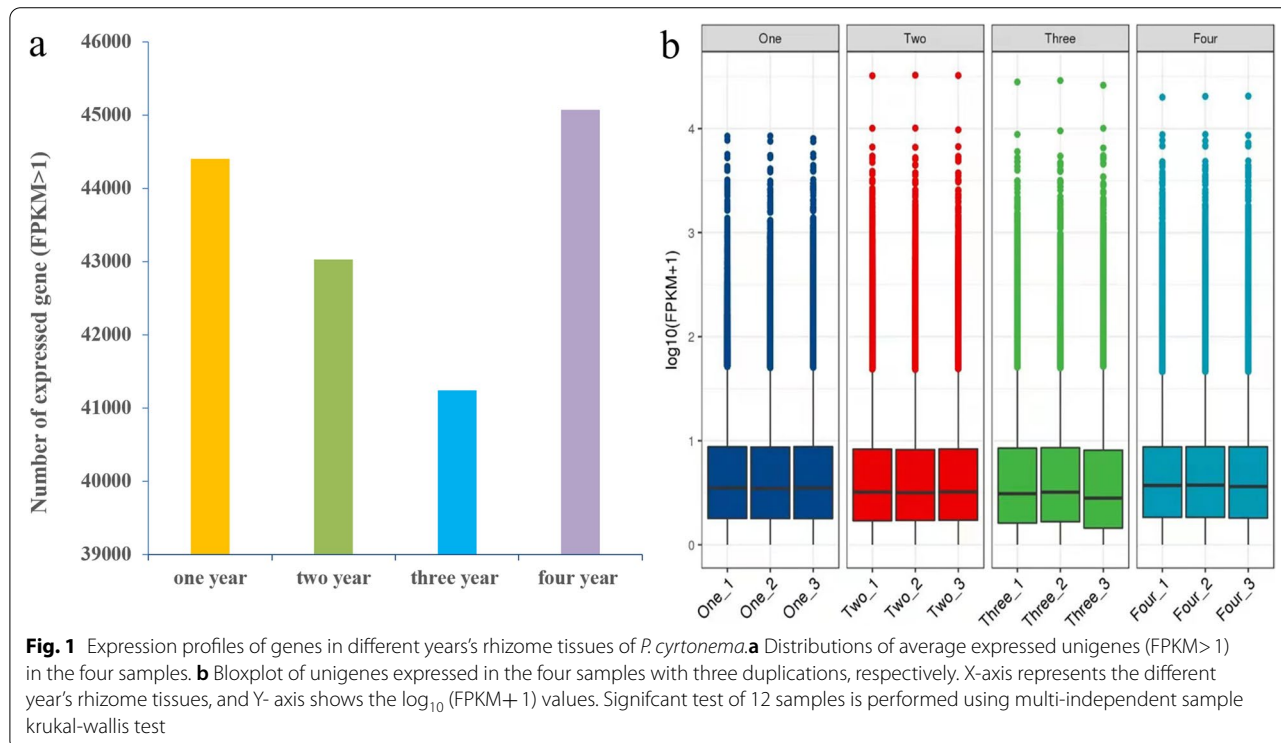 a
46000
45000
44000
43000
42000
41000
40000
39000
Number of expressed gene (FPKM>1)
one year two year three year four year
b
One Two Three Four
4
3
2
1
0
log10(FPKM+1)
One_1 One_2 One_3 Two_1 Two_2 Two_3 Three_1 Three_2 Three_3 Four_1 Four_2 Four_3
Fig. 1 Expression profiles of genes in different years's rhizome tissues of P. cyrtonema.a Distributions of average expressed unigenes (FPKM> 1)
in the four samples. b Bloxplot of unigenes expressed in the four samples with three duplications, respectively. X-axis represents the different
year's rhizome tissues, and Y- axis shows the log10 (FPKM+ 1) values. Signifcant test of 12 samples is performed using multi-independent sample
krukal-wallis test